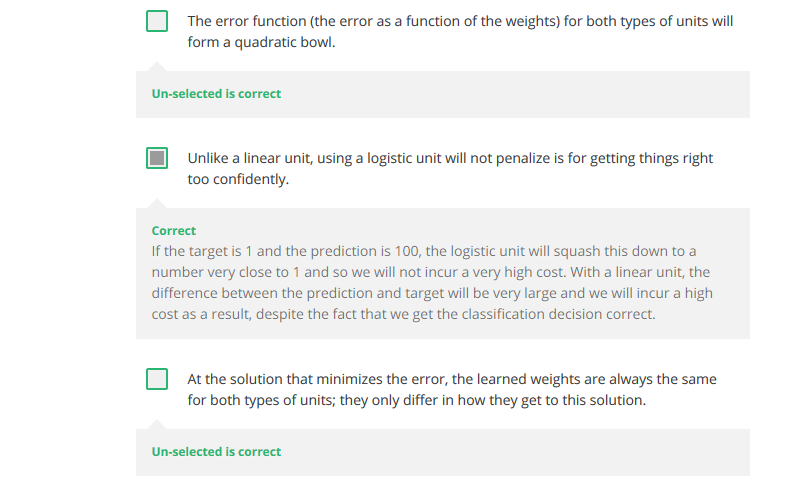 The error function (the error as a function of the weights) for both types of units will
form a quadratic bowl.
Un-selected is correct
Unlike a linear unit, using a logistic unit will not penalize is for getting things right
too confidently.
Correct
If the target is 1 and the prediction is 100, the logistic unit will squash this down to a
number very close to 1 and so we will not incur a very high cost. With a linear unit, the
difference between the prediction and target will be very large and we will incur a high
cost as a result, despite the fact that we get the classification decision correct.
At the solution that minimizes the error, the learned weights are always the same
for both types of units; they only differ in how they get to this solution.
Un-selected is correct